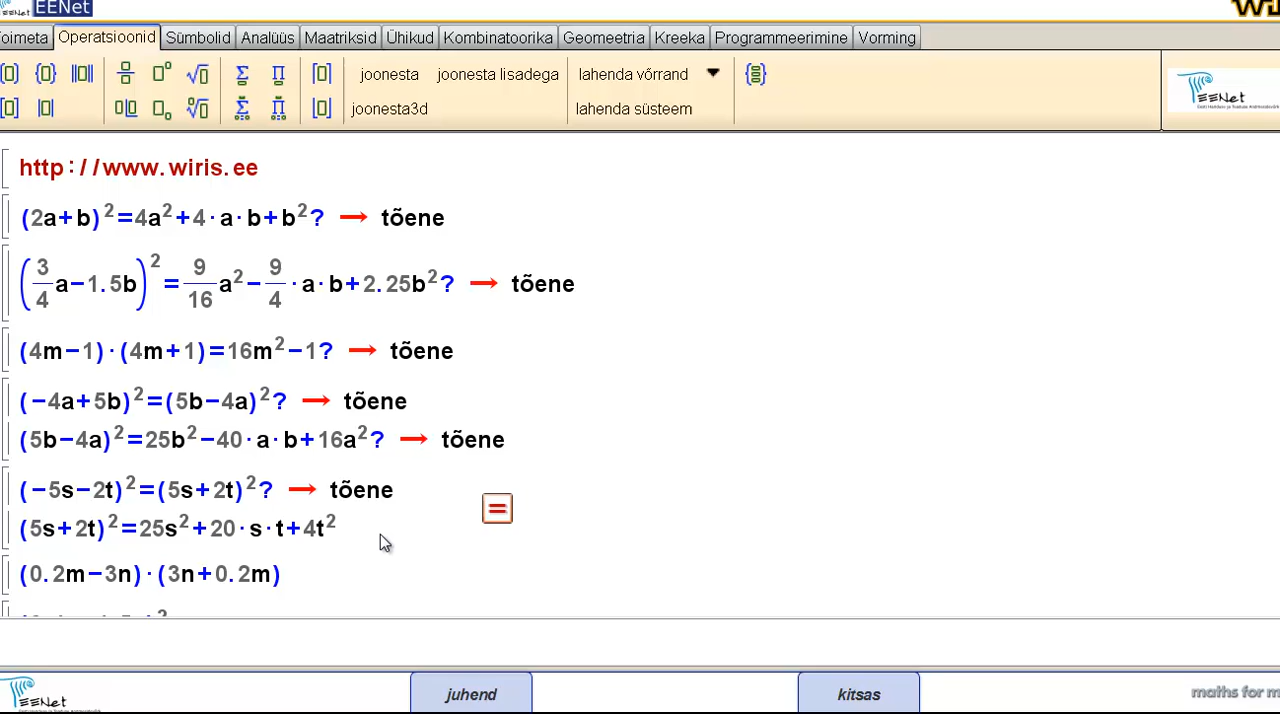 EENet
Toimeta Operatsioonid Sümbolid Analüüs Maatriksid Ühikud Kombinatoorika Geomeetria Kreeka Programmeerimine Vorming
joonesta joonesta lisadega lahenda võrrand
joonesta3d lahenda süsteem
EENet
http://www.wiris.ee
(2a+b)²=4a²+4·a·b+b²? → tõene
(3/4a−1.5b)²=9/16a²−9/4·a·b+2.25b²? → tõene
(4m−1)·(4m+1)=16m²−1? → tõene
(−4a+5b)²=(5b−4a)²? → tõene
(5b−4a)²=25b²−40·a·b+16a²? → tõene
(−5s−2t)²=(5s+2t)²? → tõene
=
(5s+2t)²=25s²+20·s·t+4t²
(0.2m−3n)·(3n+0.2m)
EENet juhend kitsas maths for m